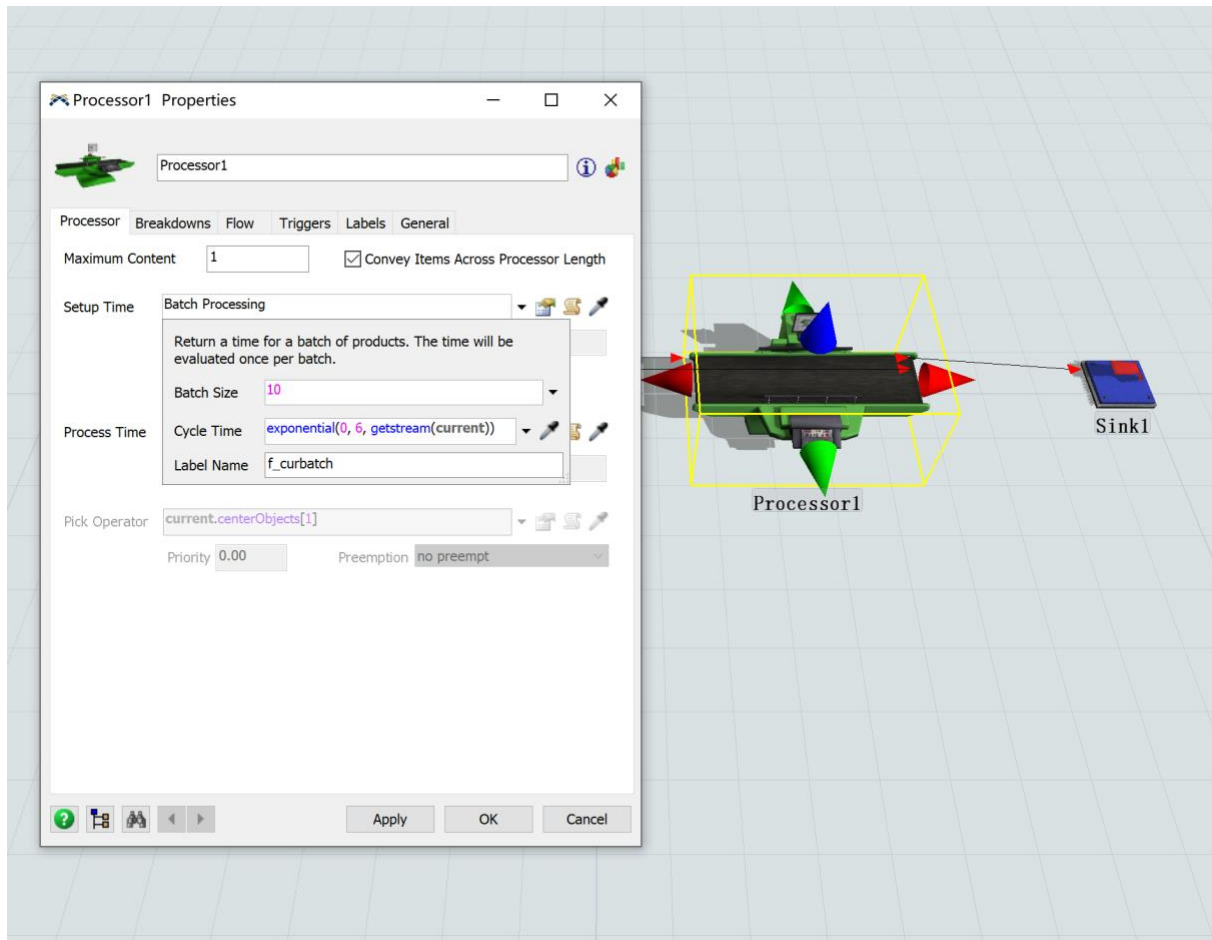 Processor1 Properties
Processor1
Processor Breakdowns Flow Triggers Labels General
Maximum Content 1 Convey Items Across Processor Length
Setup Time Batch Processing
Return a time for a batch of products. The time will be
evaluated once per batch.
Batch Size 10
Process Time Cycle Time exponential(0, 6, getstream(current))
Label Name f_curbatch
Pick Operator current.centerObjects[1]
Priority 0.00 Preemption no preempt
? Apply OK Cancel
Processor1
Sink1